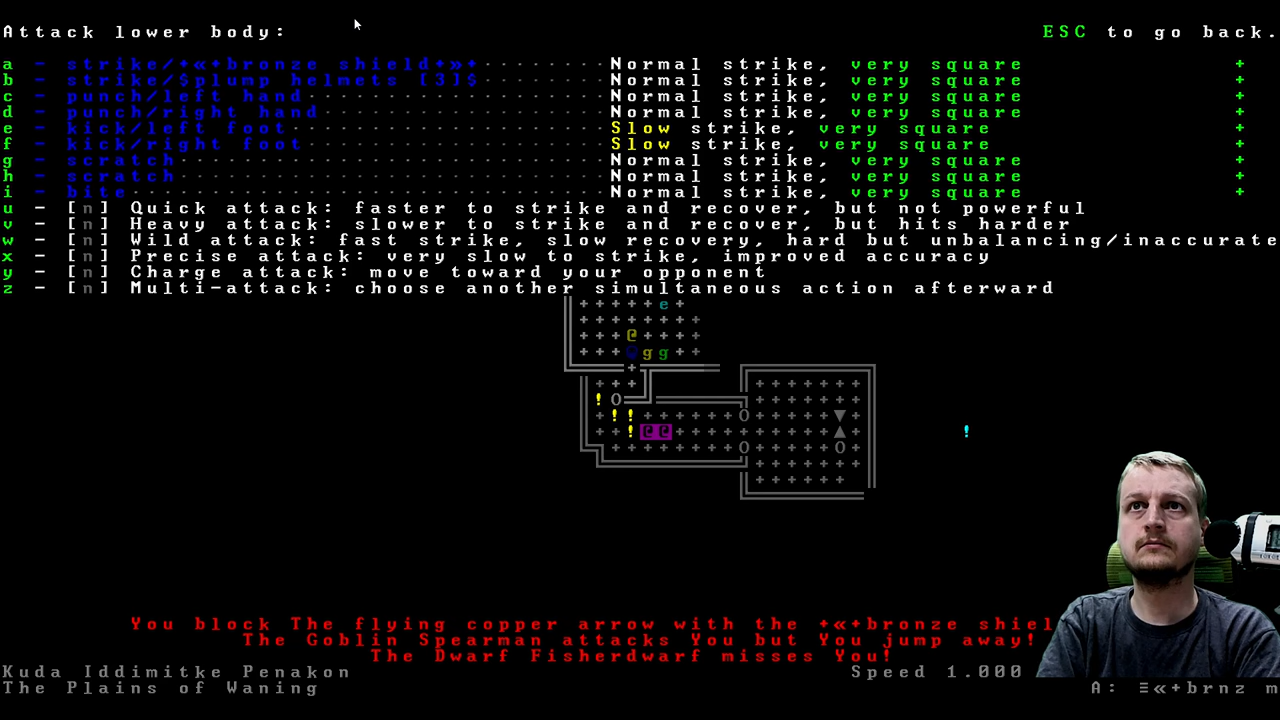 Attack lower body: ESC to go back.
a - strike/+«+bronze shield+»+ Normal strike, very square +
b - strike/$plump helmets [3]$ Normal strike, very square +
c - punch/left hand Normal strike, very square +
d - punch/right hand Normal strike, very square +
e - kick/left foot Slow strike, very square +
f - kick/right foot Slow strike, very square +
g - scratch Normal strike, very square +
h - scratch Normal strike, very square +
i - bite Normal strike, very square +
u - [n] Quick attack: faster to strike and recover, but not powerful
v - [n] Heavy attack: slower to strike and recover, but hits harder
w - [n] Wild attack: fast strike, slow recovery, hard but unbalancing/inaccurate
x - [n] Precise attack: very slow to strike, improved accuracy
y - [n] Charge attack: move toward your opponent
z - [n] Multi-attack: choose another simultaneous action afterward
You block The flying copper arrow with the +«+bronze shiel
The Goblin Spearman attacks You but You jump away!
The Dwarf Fisherdwarf misses You!
Kuda Iddimitke Penakon Speed 1.000
The Plains of Waning A: ≡«+brnz m